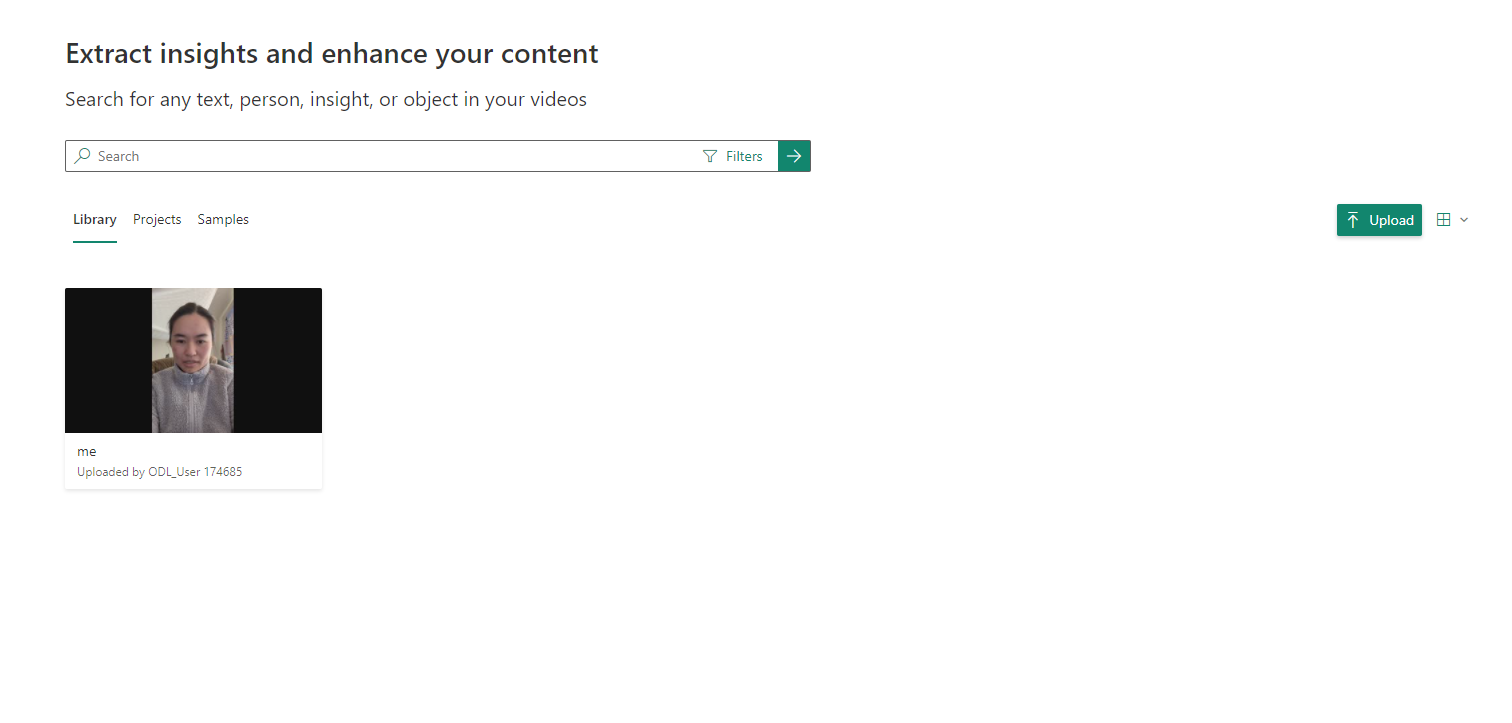 Extract insights and enhance your content
Search for any text, person, insight, or object in your videos
Search
Filters
Library Projects Samples
Upload
me
Uploaded by ODL_User 174685